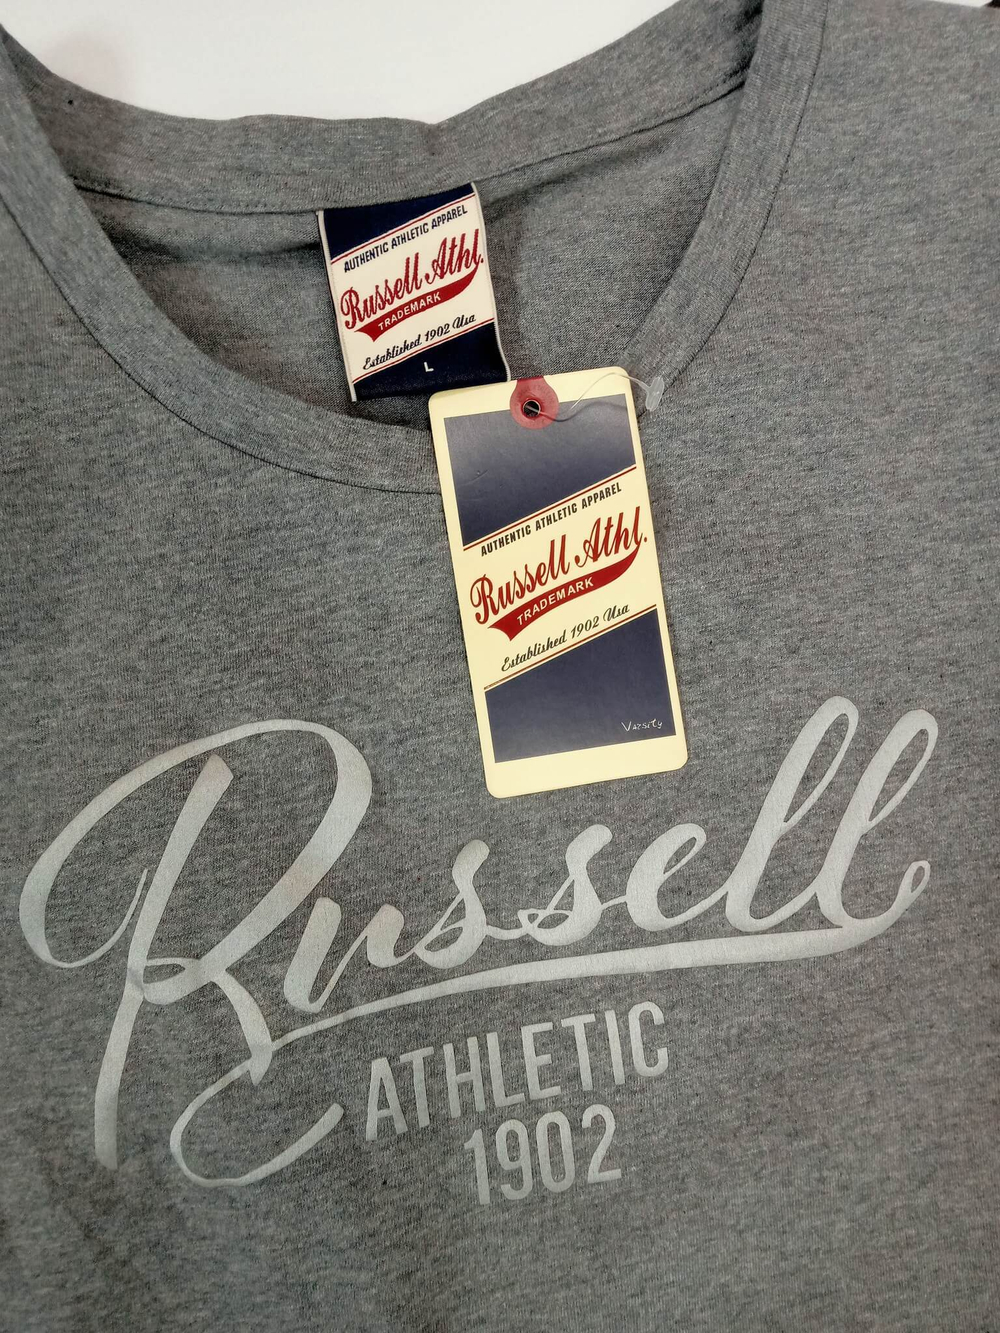 AUTHENTIC ATHLETIC APPAREL
Russell Athl.
TRADEMARK
Established 1902 Usa
L
AUTHENTIC ATHLETIC APPAREL
Russell Athl.
TRADEMARK
Established 1902 Usa
Varsity
Russell
ATHLETIC
1902